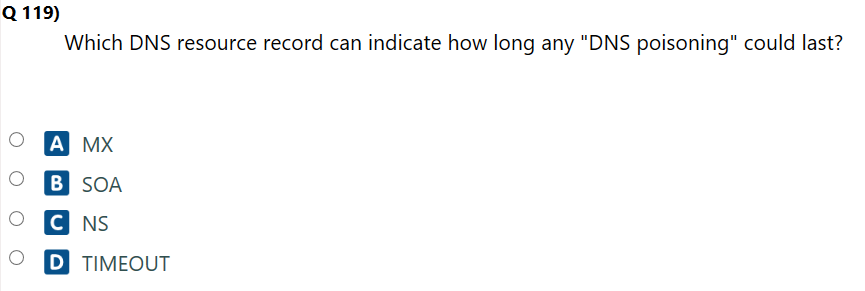 Q 119)
Which DNS resource record can indicate how long any "DNS poisoning" could last?
A MX
B SOA
C NS
D TIMEOUT